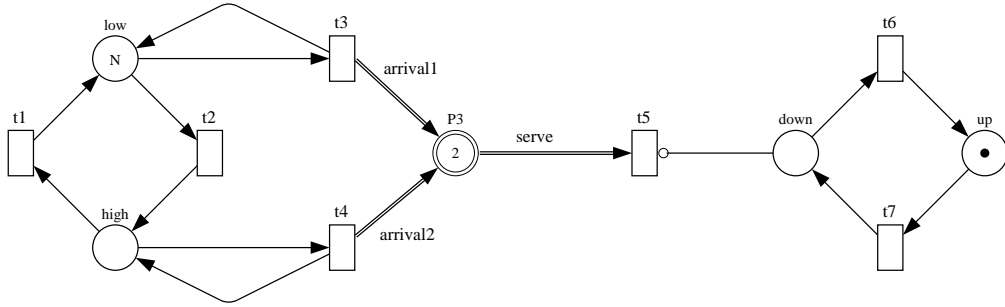 low
N
t1
t2
high
t3
arrival1
t4
arrival2
P3
2
serve
t5
down
t6
up
t7